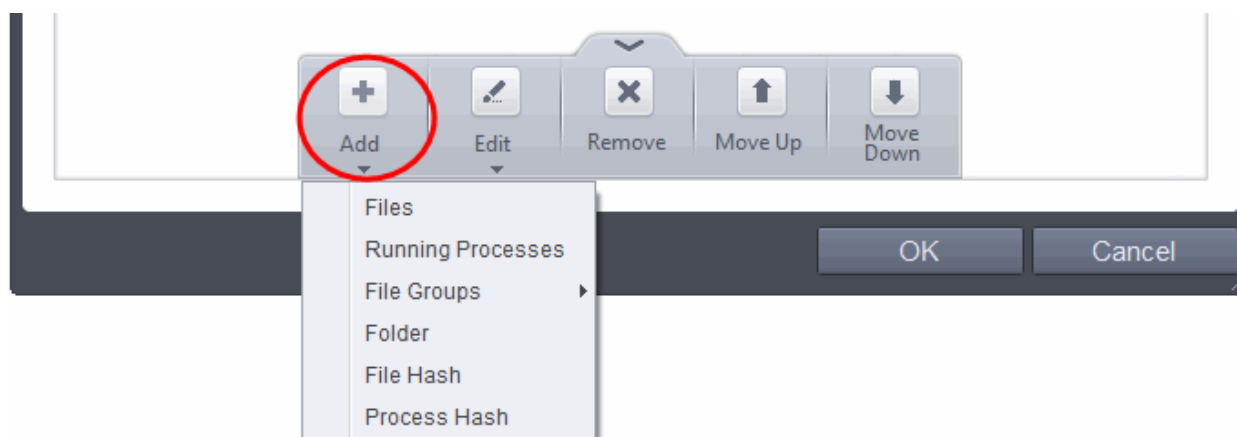 Add
Edit
Remove
Move Up
Move
Down
Files
Running Processes
File Groups
Folder
File Hash
Process Hash
OK
Cancel